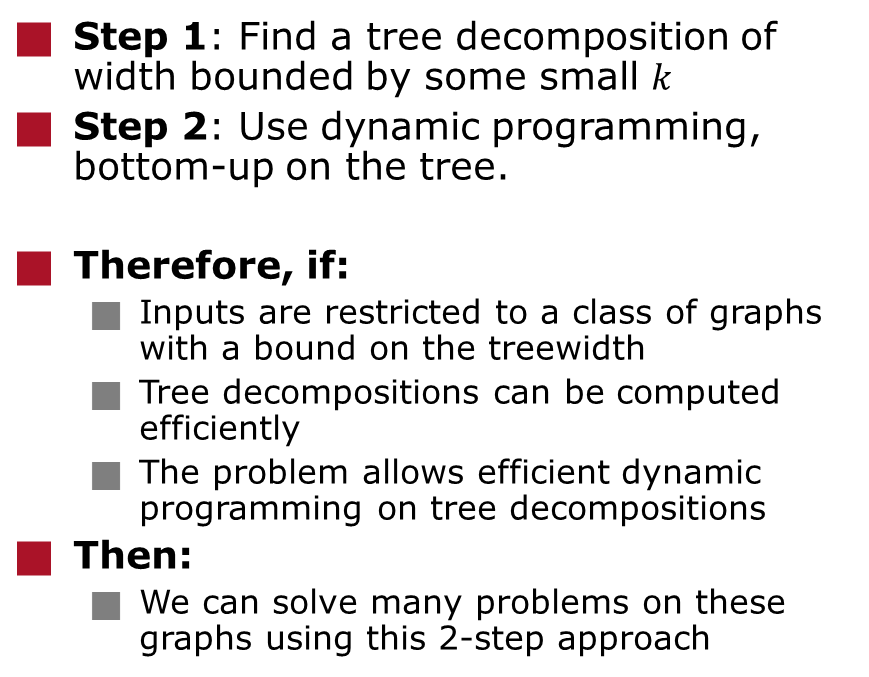 Step 1: Find a tree decomposition of
width bounded by some small k
Step 2: Use dynamic programming,
bottom-up on the tree.
Therefore, if:
Inputs are restricted to a class of graphs
with a bound on the treewidth
Tree decompositions can be computed
efficiently
The problem allows efficient dynamic
programming on tree decompositions
Then:
We can solve many problems on these
graphs using this 2-step approach